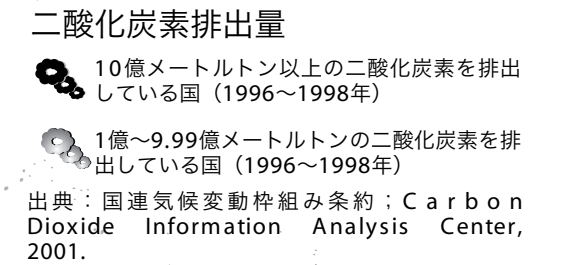 二酸化炭素排出量
10億メートルトン以上の二酸化炭素を排出
している国（1996～1998年）
1億～9.99億メートルトンの二酸化炭素を排
出している国（1996～1998年）
出典：国連気候変動枠組み条約；Carbon
Dioxide Information Analysis Center,
2001.